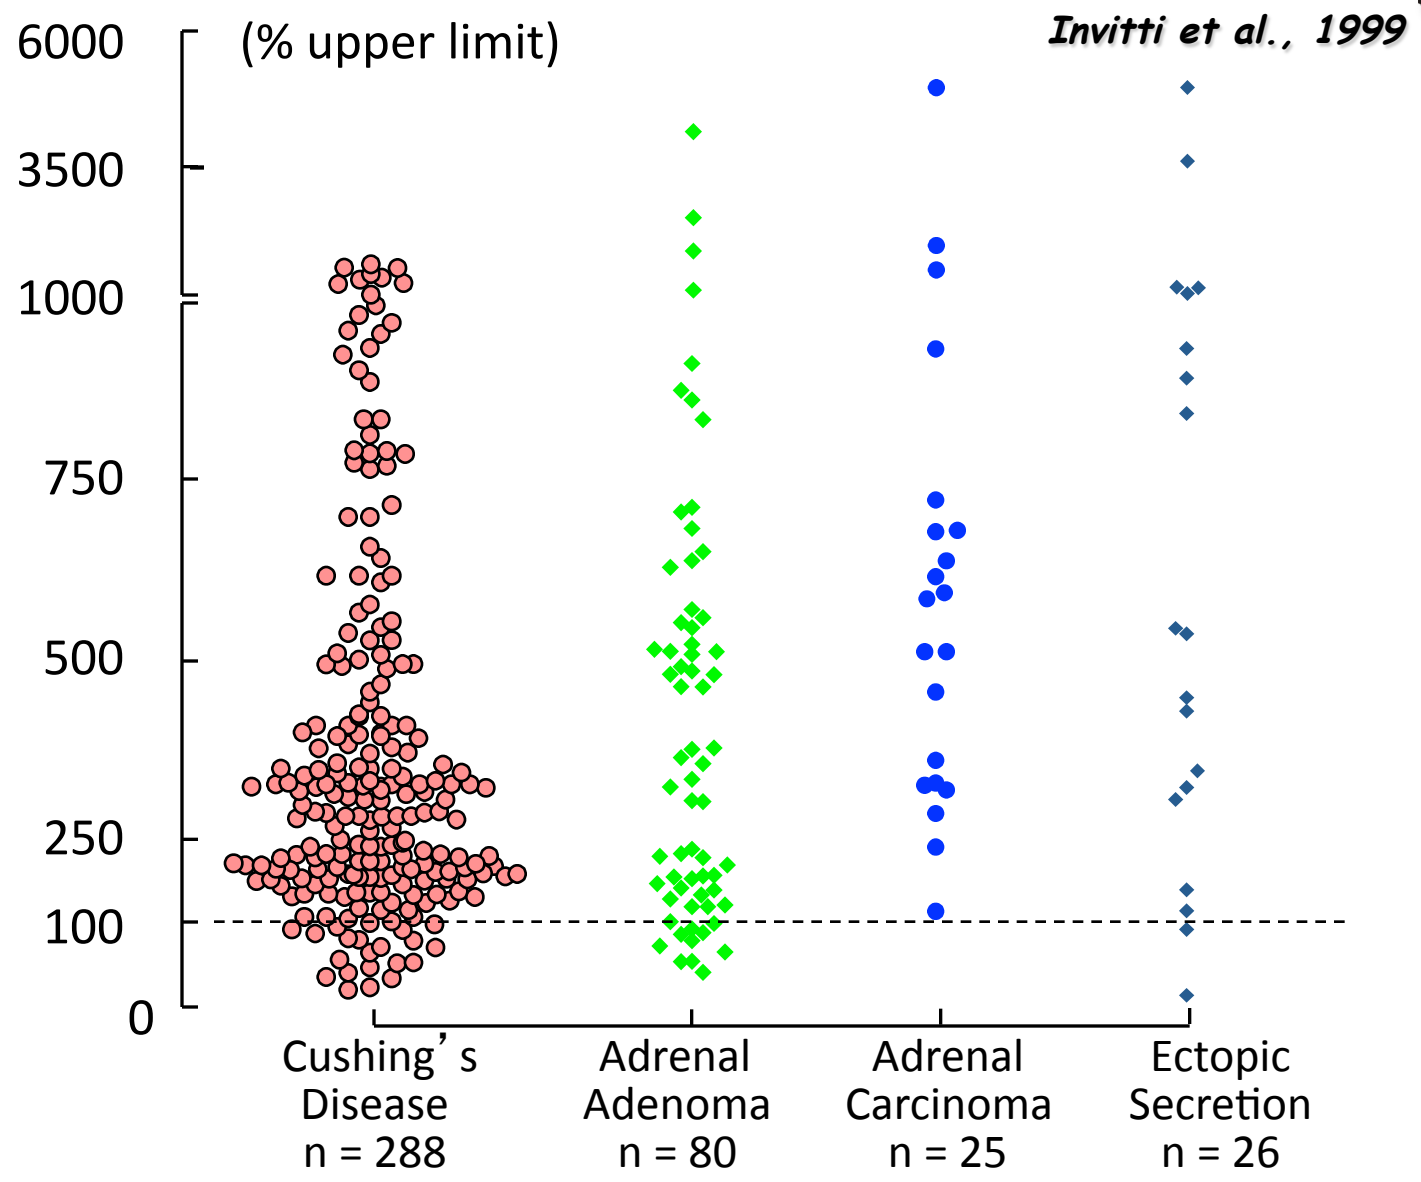 (% upper limit)
Invitti et al., 1999
6000
3500
1000
750
500
250
100
0
Cushing’s
Disease
n = 288
Adrenal
Adenoma
n = 80
Adrenal
Carcinoma
n = 25
Ectopic
Secretion
n = 26